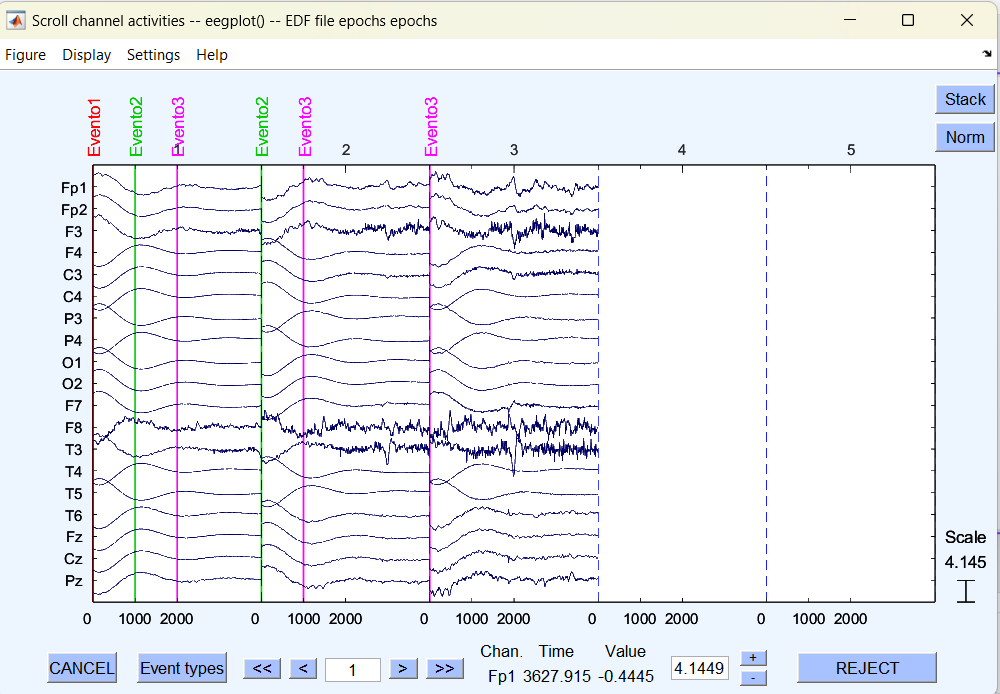 Scroll channel activities -- eegplot() -- EDF file epochs epochs
Figure Display Settings Help
Evento1 Evento2 Evento3 Evento2 Evento3 Evento3
Stack
Norm
1 2 3 4 5
Fp1
Fp2
F3
F4
C3
C4
P3
P4
O1
O2
F7
F8
T3
T4
T5
T6
Fz
Cz
Pz
Scale
4.145
0 1000 2000 0 1000 2000 0 1000 2000 0 1000 2000 0 1000 2000
Chan. Time Value
CANCEL Event types << < 1 > >> Fp1 3627.915 -0.4445 4.1449 + - REJECT